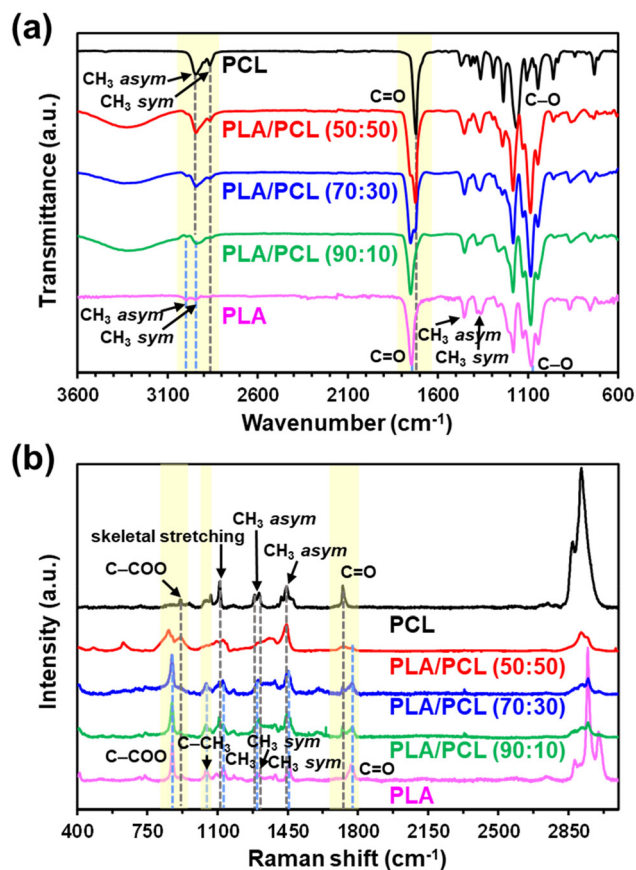 (a)
CH₃ asym
PCL
CH₃ sym
C=O
C–O
PLA/PCL (50:50)
PLA/PCL (70:30)
PLA/PCL (90:10)
CH₃ asym
CH₃ sym
PLA
C=O
CH₃ asym
CH₃ sym
C–O
Transmittance (a.u.)
3600 3100 2600 2100 1600 1100 600
Wavenumber (cm⁻¹)
(b)
CH₃ asym
skeletal stretching
CH₃ asym
C–COO
C=O
PCL
PLA/PCL (50:50)
PLA/PCL (70:30)
PLA/PCL (90:10)
C–COO
C–CH₃
CH₃ sym
CH₃
CH₃ sym
C=O
PLA
Intensity (a.u.)
400 750 1100 1450 1800 2150 2500 2850
Raman shift (cm⁻¹)